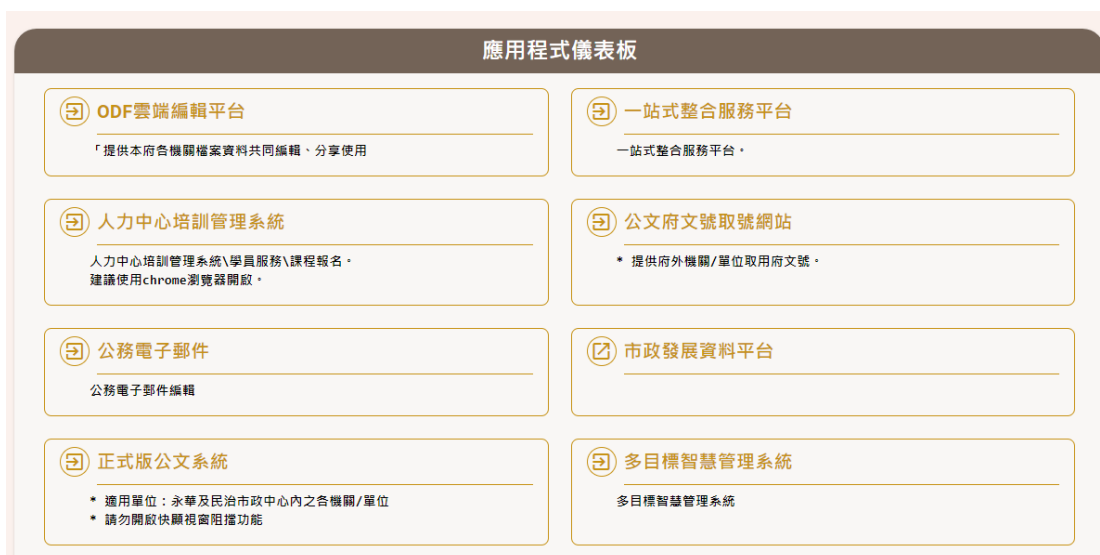 應用程式儀表板
ODF雲端編輯平台
「提供本府各機關檔案資料共同編輯、分享使用
一站式整合服務平台
一站式整合服務平台。
人力中心培訓管理系統
人力中心培訓管理系統\學員服務\課程報名。
建議使用chrome瀏覽器開啟。
公文府文號取號網站
* 提供府外機關/單位取用府文號。
公務電子郵件
公務電子郵件編輯
市政發展資料平台
正式版公文系統
* 適用單位：永華及民治市政中心內之各機關/單位
* 請勿開啟快顯視窗阻擋功能
多目標智慧管理系統
多目標智慧管理系統